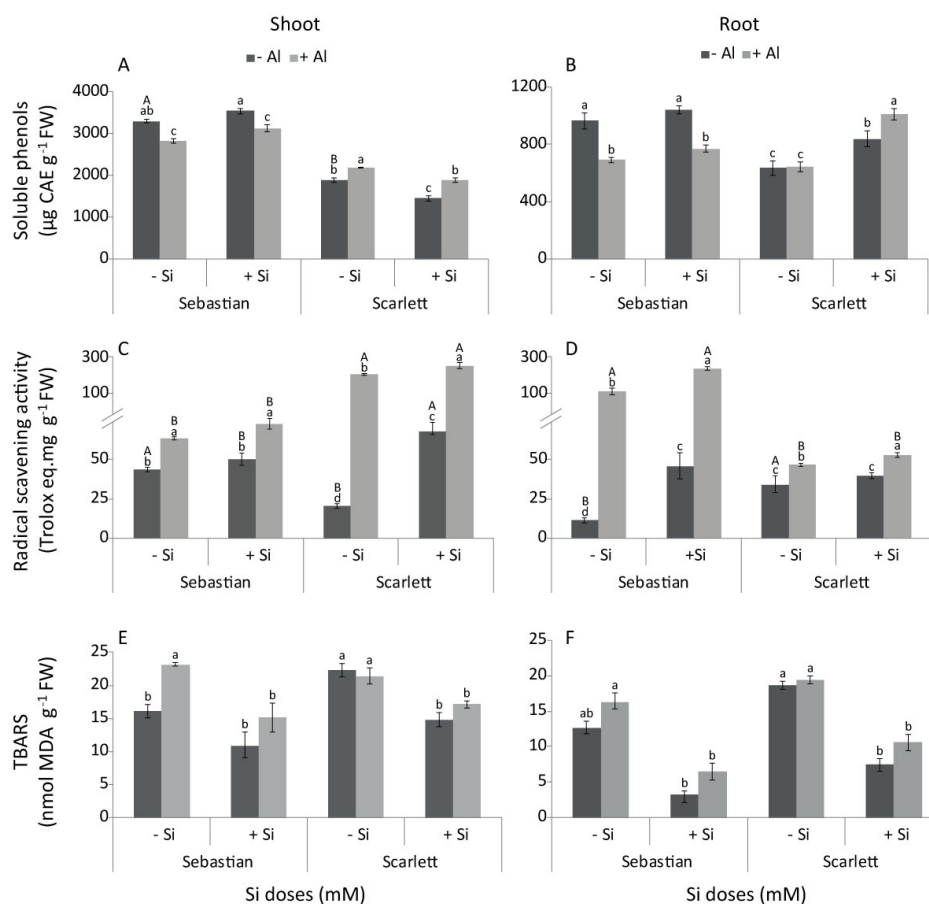 Shoot
Root
- Al + Al
- Al + Al
A
B
Soluble phenols
(µg CAE g-1 FW)
4000
3000
2000
1000
0
A
ab
c
a
c
B
b
a
c
b
1200
800
400
0
a
b
a
b
c
c
b
a
- Si + Si - Si + Si
Sebastian Scarlett
- Si + Si - Si + Si
Sebastian Scarlett
C
D
Radical scavening activity
(Trolox eq.mg g-1 FW)
300
100
50
25
0
A
b
B
a
B
b
B
a
B
d
A
b
A
c
A
a
300
100
50
25
0
B
d
A
b
c
A
a
A
c
B
b
c
B
a
- Si + Si - Si + Si
Sebastian Scarlett
- Si +Si - Si + Si
Sebastian Scarlett
E
F
TBARS
(nmol MDA g-1 FW)
25
20
15
10
5
0
b
a
b
b
a
a
b
b
25
20
15
10
5
0
ab
a
b
b
a
a
b
b
- Si + Si - Si + Si
Sebastian Scarlett
- Si + Si - Si + Si
Sebastian Scarlett
Si doses (mM)
Si doses (mM)